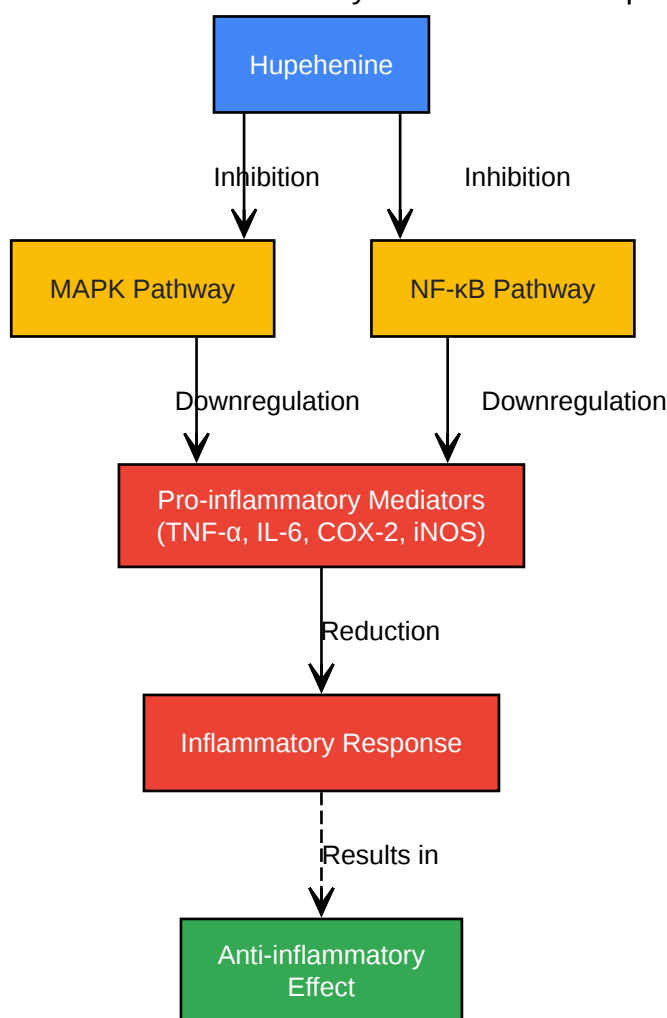 Hupehenine
Inhibition Inhibition
MAPK Pathway NF-κB Pathway
Downregulation Downregulation
Pro-inflammatory Mediators
(TNF-α, IL-6, COX-2, iNOS)
Reduction
Inflammatory Response
Results in
Anti-inflammatory
Effect